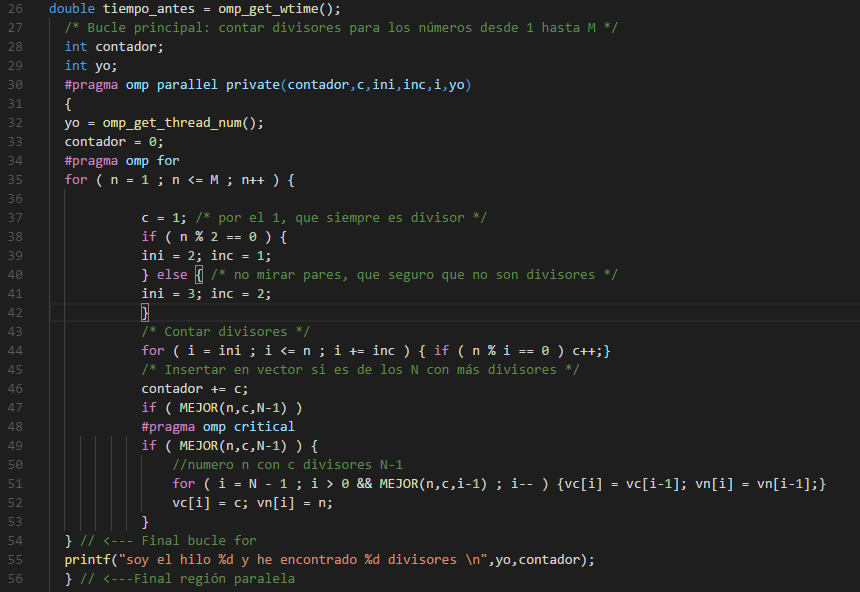 26 double tiempo_antes = omp_get_wtime();
27 /* Bucle principal: contar divisores para los números desde 1 hasta M */
28 int contador;
29 int yo;
30 #pragma omp parallel private(contador,c,ini,inc,i,yo)
31 {
32 yo = omp_get_thread_num();
33 contador = 0;
34 #pragma omp for
35 for ( n = 1 ; n <= M ; n++ ) {
36
37 c = 1; /* por el 1, que siempre es divisor */
38 if ( n % 2 == 0 ) {
39 ini = 2; inc = 1;
40 } else { /* no mirar pares, que seguro que no son divisores */
41 ini = 3; inc = 2;
42 }
43 /* Contar divisores */
44 for ( i = ini ; i <= n ; i += inc ) { if ( n % i == 0 ) c++;}
45 /* Insertar en vector si es de los N con más divisores */
46 contador += c;
47 if ( MEJOR(n,c,N-1) )
48 #pragma omp critical
49 if ( MEJOR(n,c,N-1) ) {
50 //numero n con c divisores N-1
51 for ( i = N - 1 ; i > 0 && MEJOR(n,c,i-1) ; i-- ) {vc[i] = vc[i-1]; vn[i] = vn[i-1];}
52 vc[i] = c; vn[i] = n;
53 }
54 } // <--- Final bucle for
55 printf("soy el hilo %d y he encontrado %d divisores \n",yo,contador);
56 } // <---Final región paralela